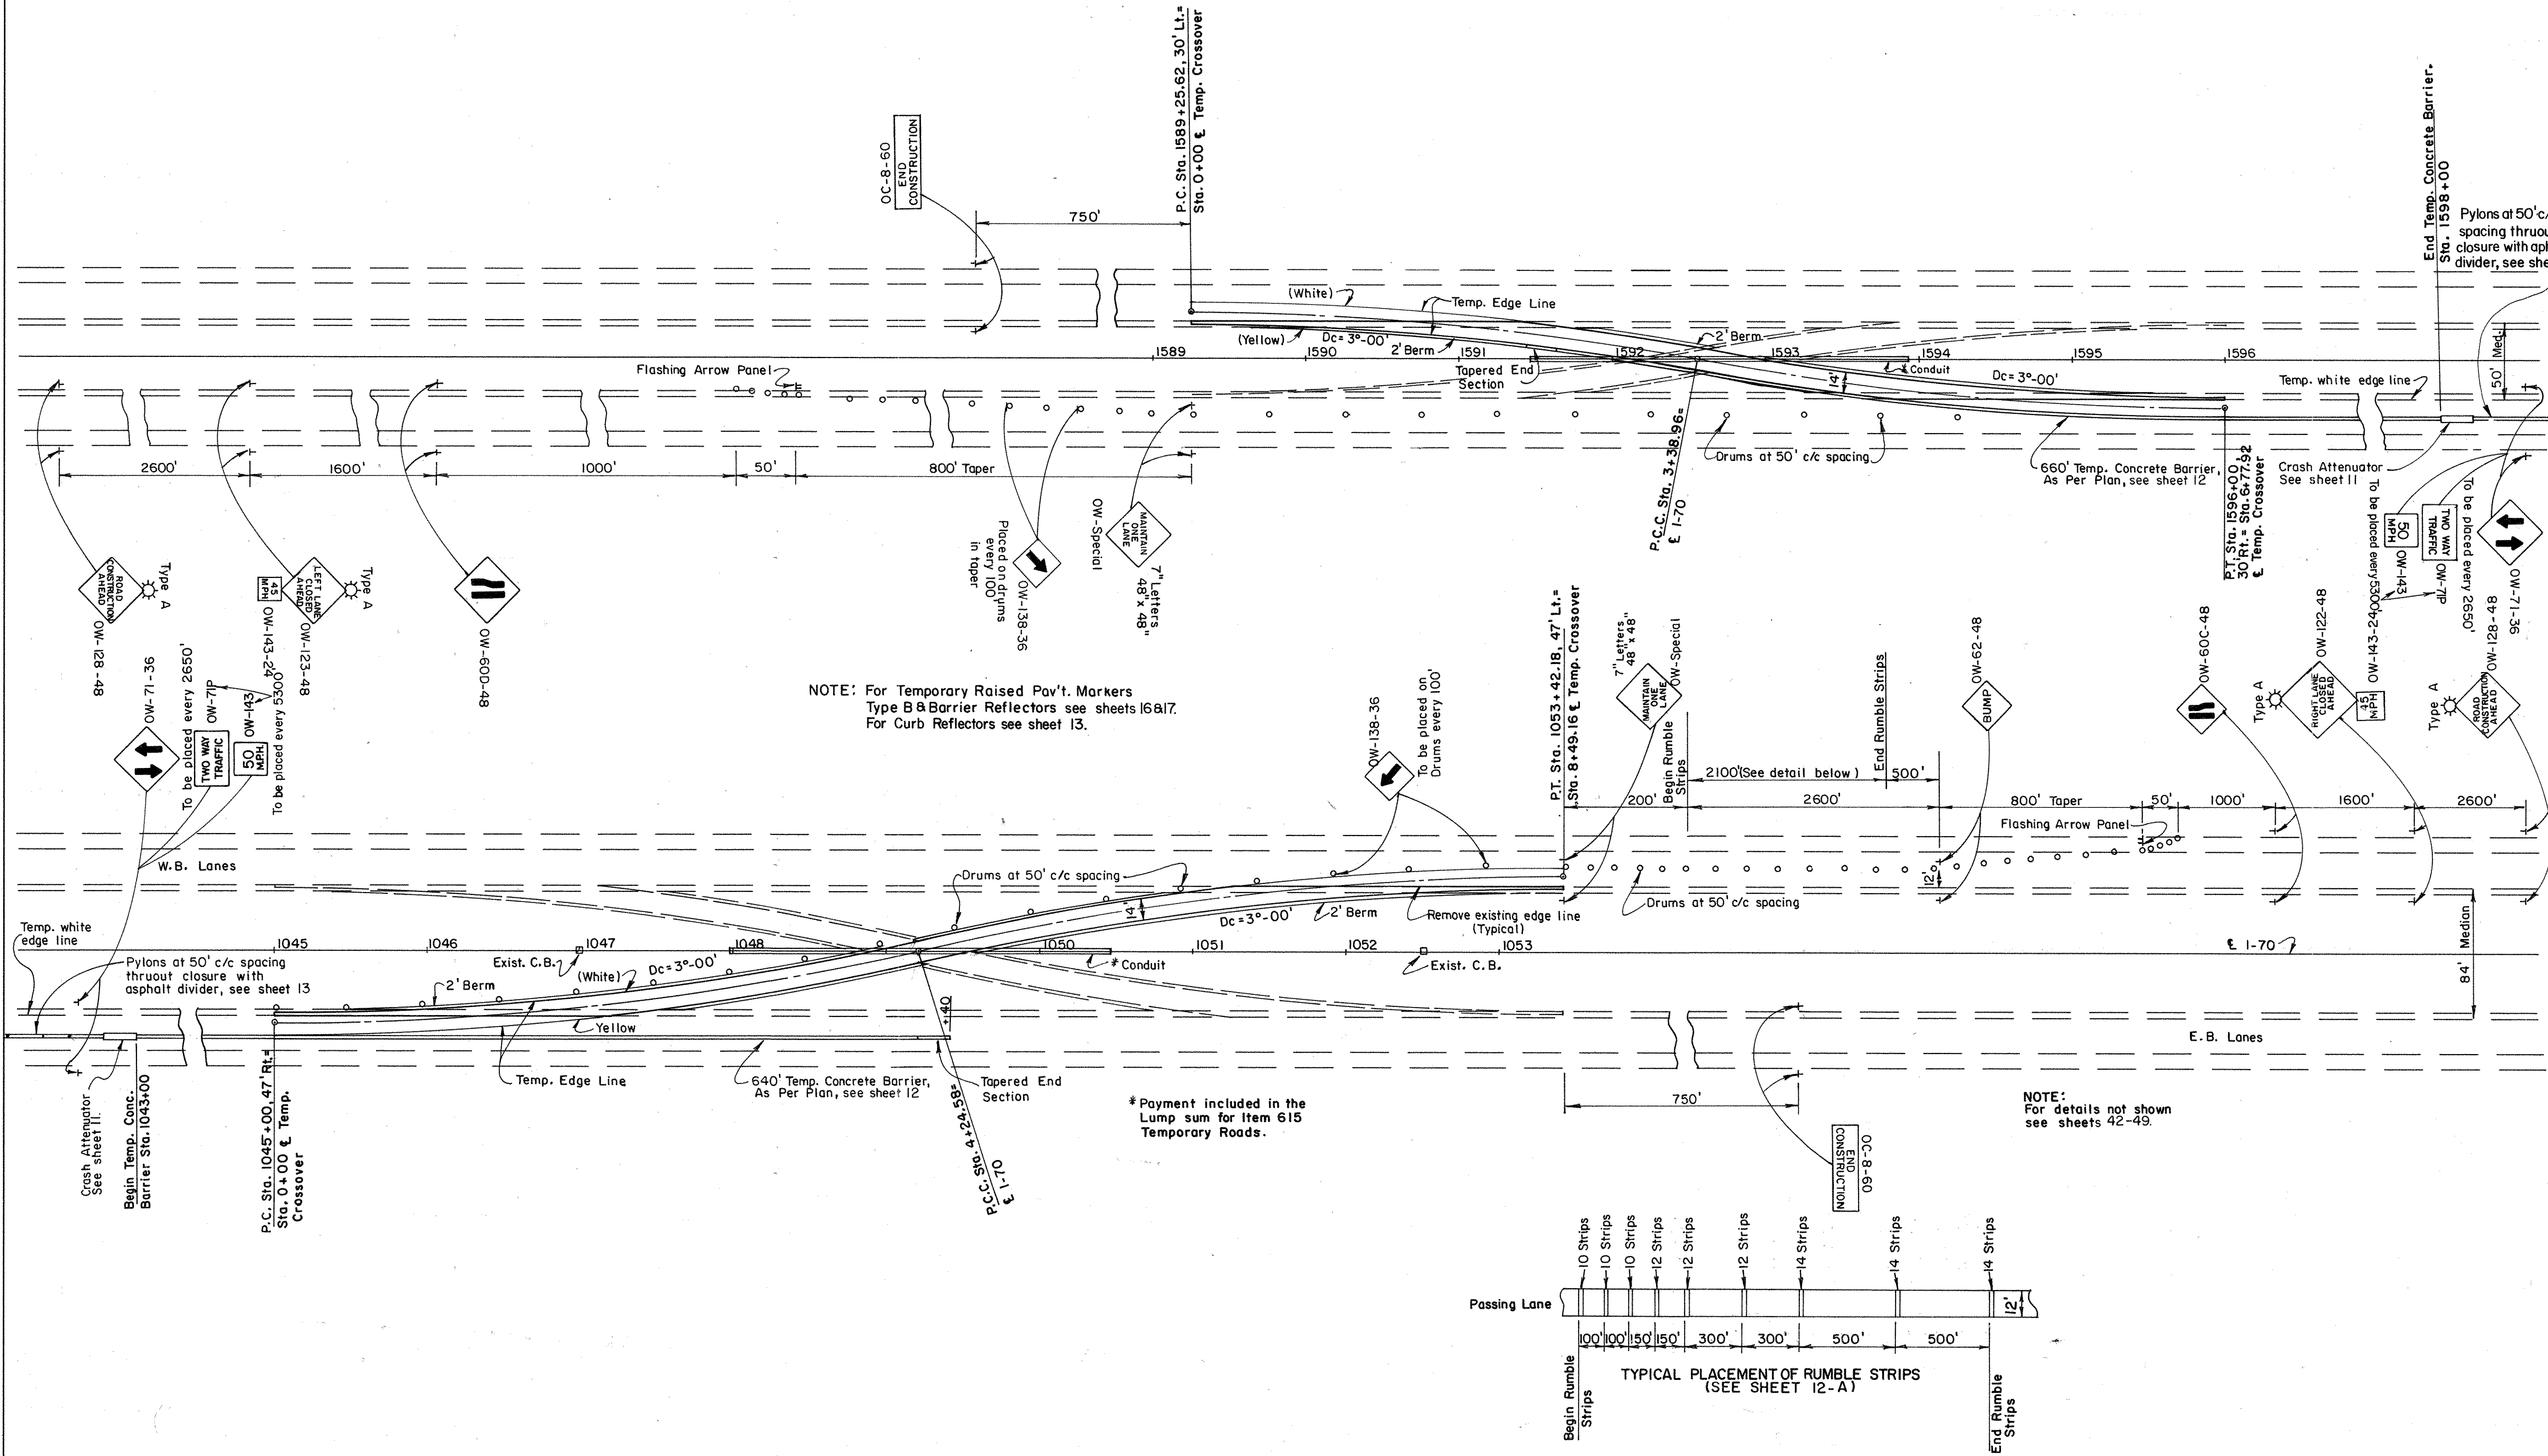 P.C. Sta. 1589+25.62, 30' Lt.=
Sta. 0+00 ℄ Temp. Crossover
OC-8-60
END
CONSTRUCTION
750'
End Temp. Concrete Barrier.
Sta. 1598+00
Pylons at 50' c/
spacing thruou
closure with aph
divider, see she
(White)
Temp. Edge Line
(Yellow)
Dc=3°-00'
2' Berm
2' Berm
1589
1590
1591
1592
1593
1594
1595
1596
50' Med.
Flashing Arrow Panel
Tapered End
Section
* Conduit
14'
Dc=3°-00'
Temp. white edge line
2600'
1600'
1000'
50'
800' Taper
Drums at 50' c/c spacing
P.C.C. Sta. 3+38.96=
℄ I-70
660' Temp. Concrete Barrier,
As Per Plan, see sheet 12
P.T. Sta. 1596+00,
30' Rt. = Sta. 6+77.92
℄ Temp. Crossover
Crash Attenuator
See sheet 11
ROAD
CONSTRUCTION
AHEAD
Type A
OW-128-48
LEFT LANE
CLOSED
AHEAD
Type A
OW-123-48
45
MPH
OW-143-24
OW-60D-48
Placed on drums
every 100'
in taper
OW-138-36
OW-Special
MAINTAIN
ONE
LANE
7" Letters
48" x 48"
To be placed every 5300'
50
MPH
OW-143
TWO WAY
TRAFFIC
OW-71P
To be placed every 2650'
OW-71-36
OW-71-36
To be placed every 2650'
OW-71P
TWO WAY
TRAFFIC
OW-143
50
M.P.H.
To be placed every 5300'
NOTE: For Temporary Raised Pav't. Markers
Type B & Barrier Reflectors see sheets 16&17.
For Curb Reflectors see sheet 13.
OW-138-36
To be placed on
Drums every 100'
P.T. Sta. 1053+42.18, 47' Lt.=
Sta. 8+49.16 ℄ Temp. Crossover
7" Letters
48" x 48"
MAINTAIN
ONE
LANE
OW-Special
Begin Rumble
Strips
End Rumble Strips
OW-62-48
BUMP
OW-60C-48
Type A
RIGHT LANE
CLOSED
AHEAD
OW-122-48
45
MPH
OW-143-24
Type A
ROAD
CONSTRUCTION
AHEAD
OW-128-48
2100' (See detail below)
500'
200'
2600'
800' Taper
50'
1000'
1600'
2600'
Flashing Arrow Panel
W.B. Lanes
Drums at 50' c/c spacing
14'
Dc=3°-00'
2' Berm
Remove existing edge line
(Typical)
Drums at 50' c/c spacing
12'
Temp. white
edge line
Pylons at 50' c/c spacing
thruout closure with
asphalt divider, see sheet 13
1045
1046
1047
1048
1050
1051
1052
1053
℄ I-70
Exist. C.B.
(White)
Dc=3°-00'
2' Berm
* Conduit
Exist. C.B.
84' Median
Yellow
+40
E.B. Lanes
Crash Attenuator
See sheet 11.
Begin Temp. Conc.
Barrier Sta. 1043+00
P.C. Sta. 1045+00, 47' Rt.=
Sta. 0+00 ℄ Temp.
Crossover
Temp. Edge Line
640' Temp. Concrete Barrier,
As Per Plan, see sheet 12
Tapered End
Section
P.C.C. Sta. 4+24.58=
℄ I-70
* Payment included in the
Lump sum for Item 615
Temporary Roads.
750'
OC-8-60
END
CONSTRUCTION
NOTE:
For details not shown
see sheets 42-49.
10 Strips
10 Strips
10 Strips
12 Strips
12 Strips
12 Strips
14 Strips
14 Strips
14 Strips
Passing Lane
12'
100'
100'
150'
150'
300'
300'
500'
500'
Begin Rumble
Strips
TYPICAL PLACEMENT OF RUMBLE STRIPS
(SEE SHEET 12-A)
End Rumble
Strips